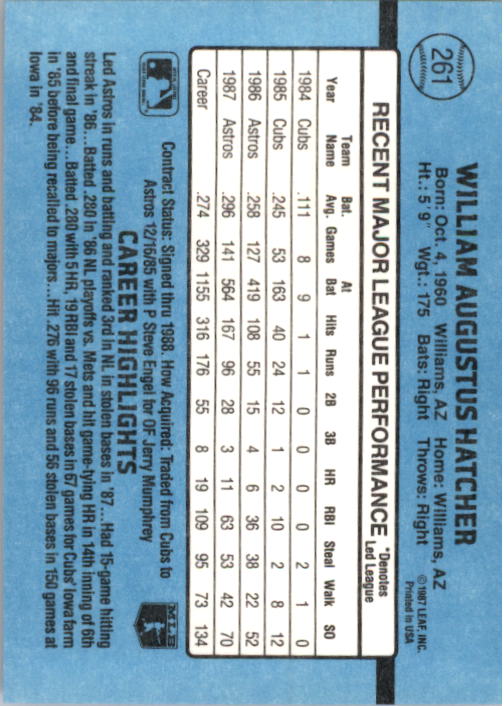 261
WILLIAM AUGUSTUS HATCHER
Born: Oct. 4, 1960 Williams, AZ Home: Williams, AZ
Ht.: 5' 9" Wgt.: 175 Bats: Right Throws: Right
© 1987 LEAF, INC.
Printed in USA
RECENT MAJOR LEAGUE PERFORMANCE *Denotes Led League
Year Team Name Bat. Avg. Games At Bat Hits Runs 2B 3B HR RBI Steal Walk SO
1984 Cubs .111 8 9 1 1 0 0 0 0 2 1 0
1985 Cubs .245 53 163 40 24 12 1 2 10 2 8 12
1986 Astros .258 127 419 108 55 15 4 6 36 38 22 52
1987 Astros .296 141 564 167 96 28 3 11 63 53 42 70
Career .274 329 1155 316 176 55 8 19 109 95 73 134
Contract Status: Signed thru 1988. How Acquired: Traded from Cubs to
Astros 12/16/85 with P Steve Engel for OF Jerry Mumphrey
MLB
CAREER HIGHLIGHTS
Led Astros in runs and batting and ranked 3rd in NL in stolen bases in '87...Had 15-game hitting
streak in '86...Batted .280 in '86 NL playoffs vs. Mets and hit game-tying HR in 14th inning of 6th
and final game...Batted .280 with 5 HR, 19 RBI and 17 stolen bases in 67 games for Cubs' Iowa farm
in '85 before being recalled to majors...Hit .276 with 96 runs and 56 stolen bases in 150 games at
Iowa in '84.